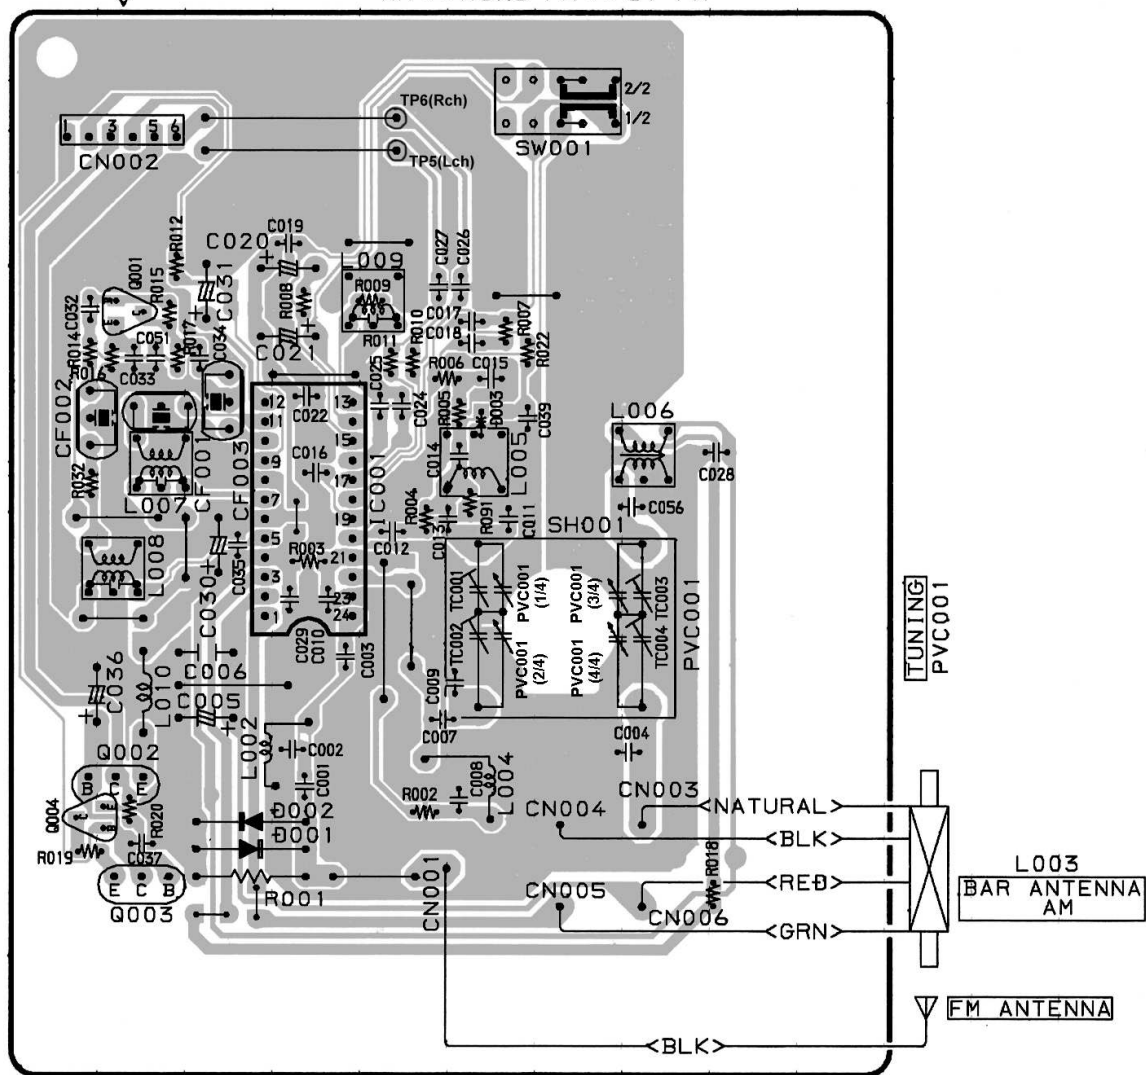 TP6(Rch)
2/2
1 3 5 6
1/2
CN002
TP5(Lch)
SW001
C019
R012
C020
C027
C026
L009
Q001
R015
C031
R008
R009
C032
C017
R010
C018
R007
R014
C051
R017
C034
C021
R011
R022
R016
C033
C025
R006
C015
CF002
12
13
C022
C024
R005
D003
C039
L006
11
15
9
C016
C014
L005
C028
R032
L007
CF001
CF003
7
17
IC001
R004
R091
C011
C056
19
C013
SH001
5
C012
L008
C030
C035
R003
21
TC001
PVC001
(1/4)
PVC001
(3/4)
TC003
3
23
TUNING
PVC001
1
24
TC002
PVC001
(2/4)
PVC001
(4/4)
TC004
PVC001
C029
C010
C003
C036
L010
C006
C005
C009
C007
C004
L002
C002
Q002
B C E
C001
R002
C008
L004
CN003
<NATURAL>
CN004
<BLK>
Q004
R020
D002
D001
R019
C037
R018
L003
BAR ANTENNA
AM
CN005
<RED>
E C B
Q003
R001
CN001
CN006
<GRN>
FM ANTENNA
<BLK>